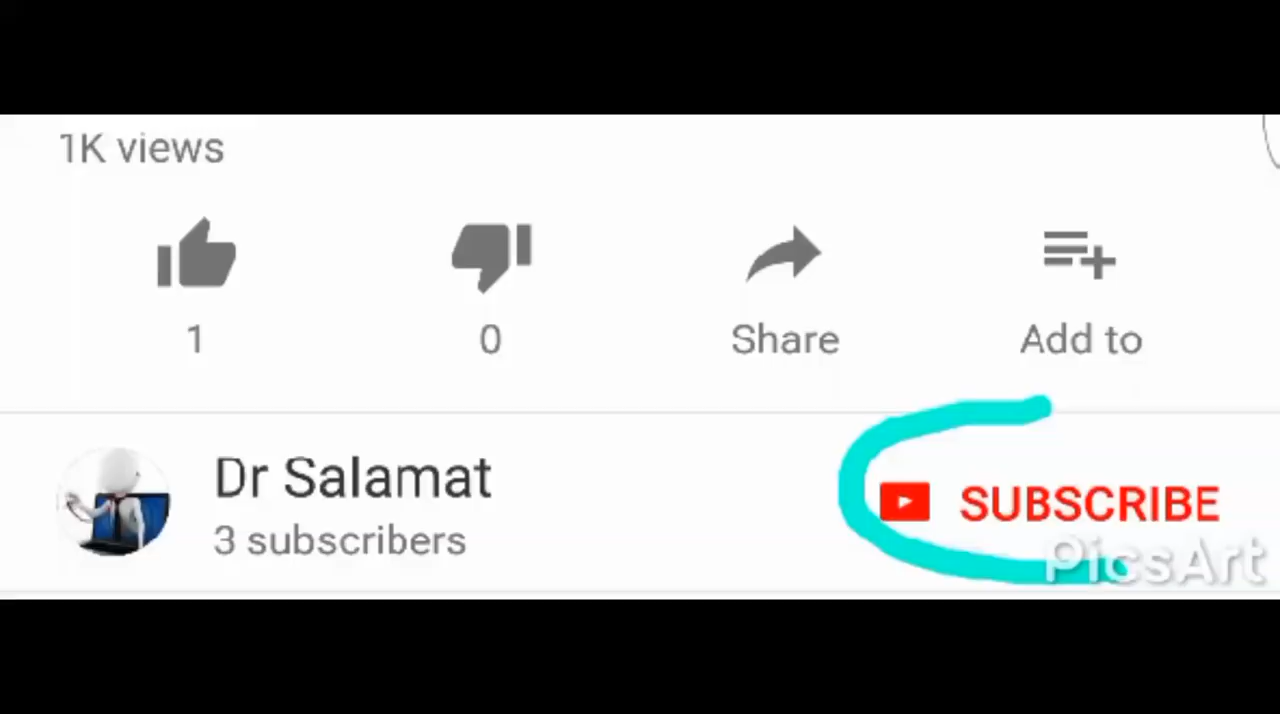 1K views
1 0 Share Add to
Dr Salamat
3 subscribers
SUBSCRIBE
PicsArt